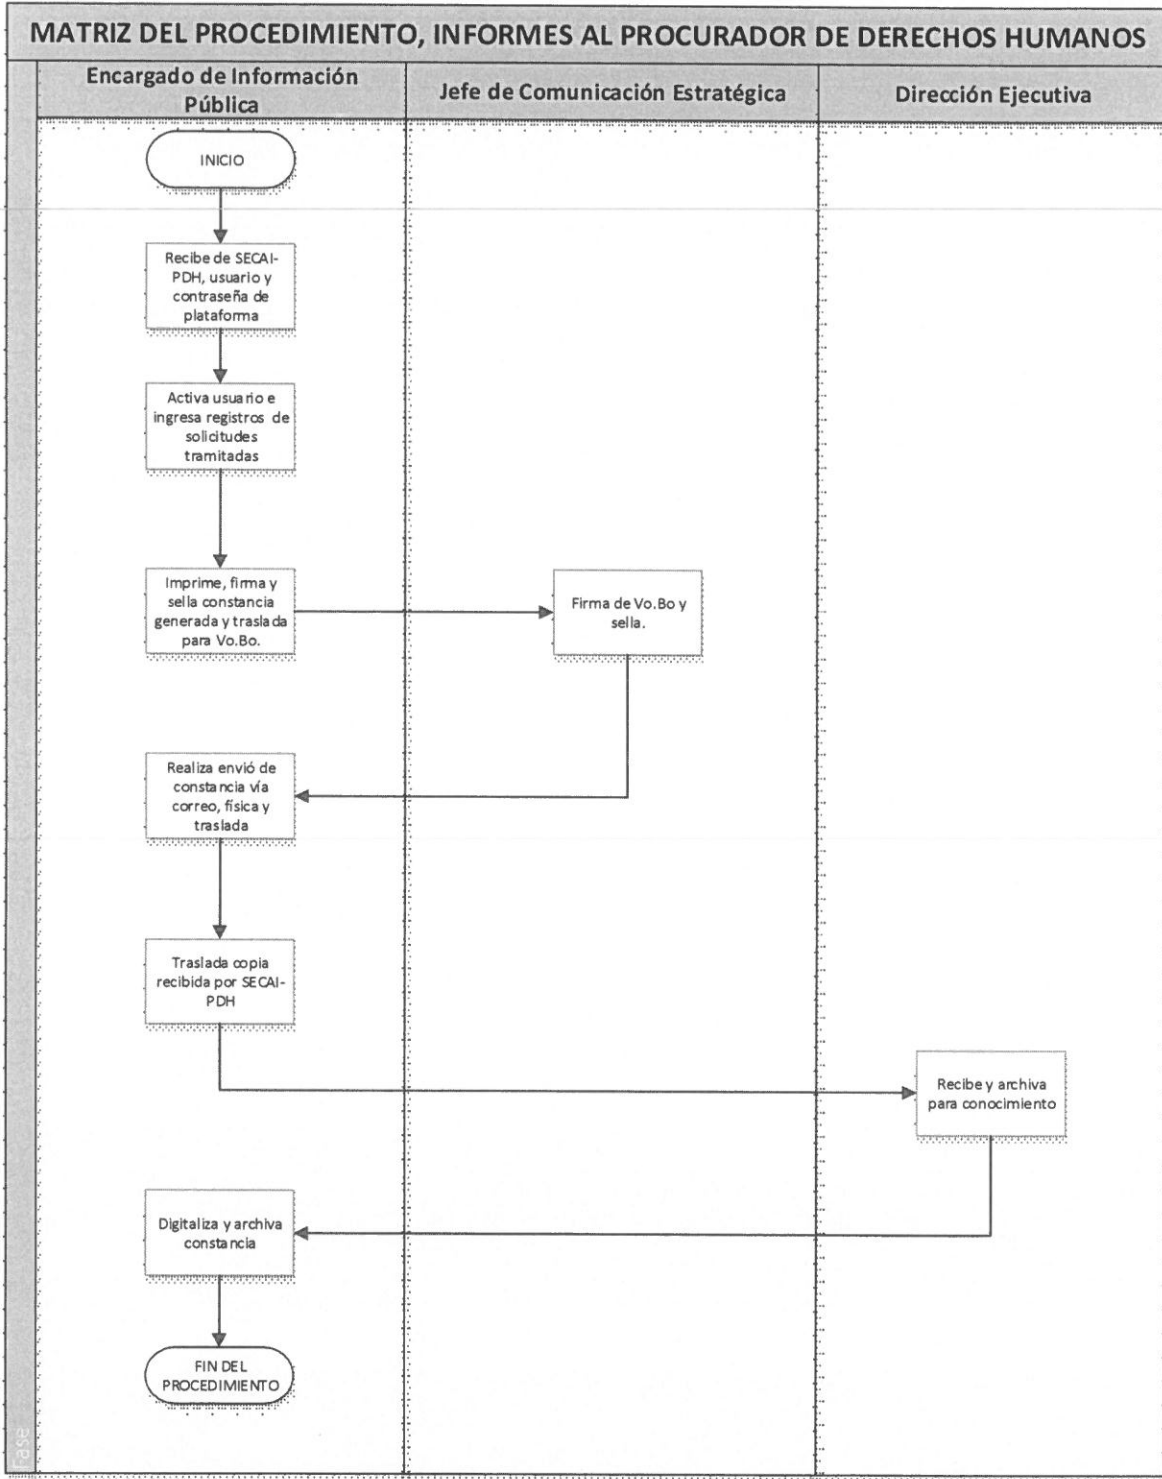 MATRIZ DEL PROCEDIMIENTO, INFORMES AL PROCURADOR DE DERECHOS HUMANOS
Encargado de Información
Pública
Jefe de Comunicación Estratégica
Dirección Ejecutiva
INICIO
Recibe de SECAI-
PDH, usuario y
contraseña de
plataforma
Activa usuario e
ingresa registros de
solicitudes
tramitadas
Imprime, firma y
sella constancia
generada y traslada
para Vo.Bo.
Firma de Vo.Bo y
sella.
Realiza envió de
constancia vía
correo, física y
traslada
Traslada copia
recibida por SECAI-
PDH
Recibe y archiva
para conocimiento
Digitaliza y archiva
constancia
FIN DEL
PROCEDIMIENTO
Fase